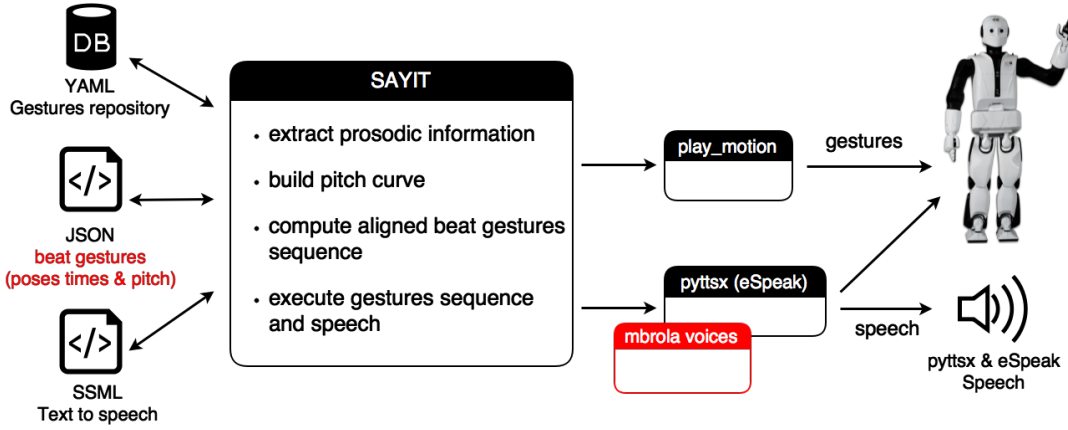 DB
YAML
Gestures repository
</>
JSON
beat gestures
(poses times & pitch)
</>
SSML
Text to speech
SAYIT
• extract prosodic information
• build pitch curve
• compute aligned beat gestures
sequence
• execute gestures sequence
and speech
play_motion
pyttsx (eSpeak)
mbrola voices
gestures
speech
pyttsx & eSpeak
Speech